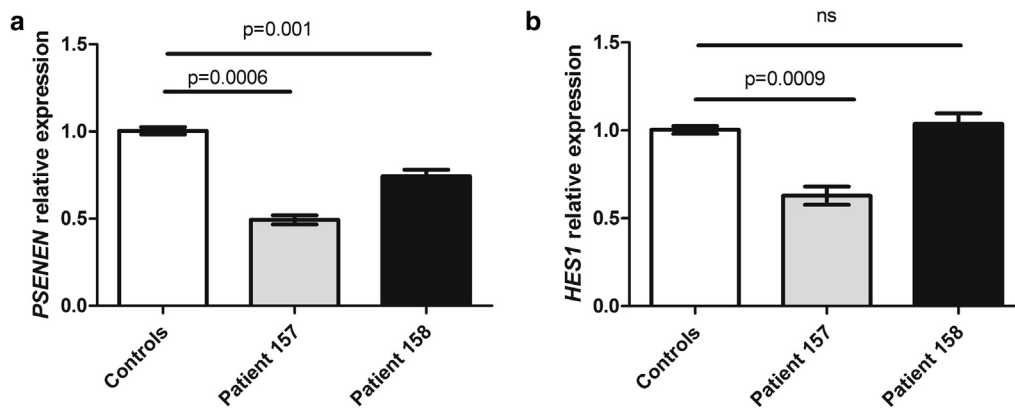 a
p=0.001
p=0.0006
PSENEN relative expression
1.5
1.0
0.5
0.0
Controls
Patient 157
Patient 158
b
ns
p=0.0009
HES1 relative expression
1.5
1.0
0.5
0.0
Controls
Patient 157
Patient 158